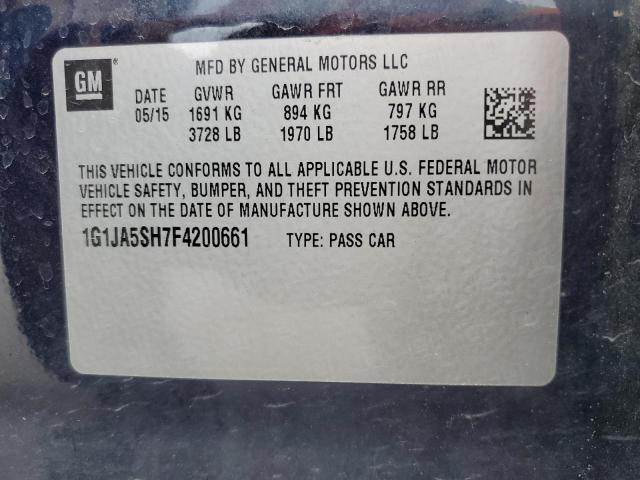 GM
MFD BY GENERAL MOTORS LLC
DATE GVWR GAWR FRT GAWR RR
05/15 1691 KG 894 KG 797 KG
3728 LB 1970 LB 1758 LB
THIS VEHICLE CONFORMS TO ALL APPLICABLE U.S. FEDERAL MOTOR
VEHICLE SAFETY, BUMPER, AND THEFT PREVENTION STANDARDS IN
EFFECT ON THE DATE OF MANUFACTURE SHOWN ABOVE.
1G1JA5SH7F4200661 TYPE: PASS CAR